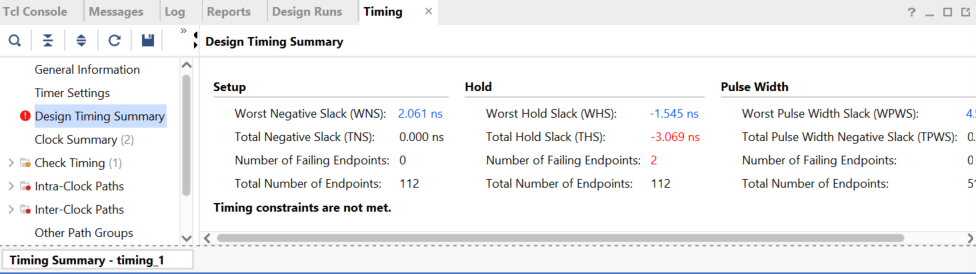 Tcl Console Messages Log Reports Design Runs Timing × ? _
» Design Timing Summary
General Information
Timer Settings
Design Timing Summary
Clock Summary (2)
Check Timing (1)
Intra-Clock Paths
Inter-Clock Paths
Other Path Groups
Setup
Worst Negative Slack (WNS): 2.061 ns
Total Negative Slack (TNS): 0.000 ns
Number of Failing Endpoints: 0
Total Number of Endpoints: 112
Hold
Worst Hold Slack (WHS): -1.545 ns
Total Hold Slack (THS): -3.069 ns
Number of Failing Endpoints: 2
Total Number of Endpoints: 112
Pulse Width
Worst Pulse Width Slack (WPWS): 4.
Total Pulse Width Negative Slack (TPWS): 0.
Number of Failing Endpoints: 0
Total Number of Endpoints: 51
Timing constraints are not met.
Timing Summary - timing_1